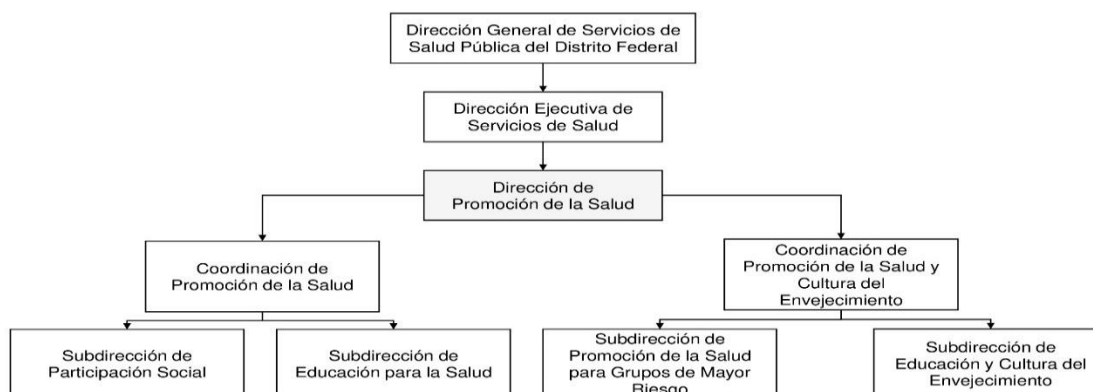 Dirección General de Servicios de
Salud Pública del Distrito Federal
Dirección Ejecutiva de
Servicios de Salud
Dirección de
Promoción de la Salud
Coordinación de
Promoción de la Salud
Coordinación de
Promoción de la Salud y
Cultura del
Envejecimiento
Subdirección de
Participación Social
Subdirección de
Educación para la Salud
Subdirección de
Promoción de la Salud
para Grupos de Mayor
Riesgo
Subdirección de
Educación y Cultura del
Envejecimiento